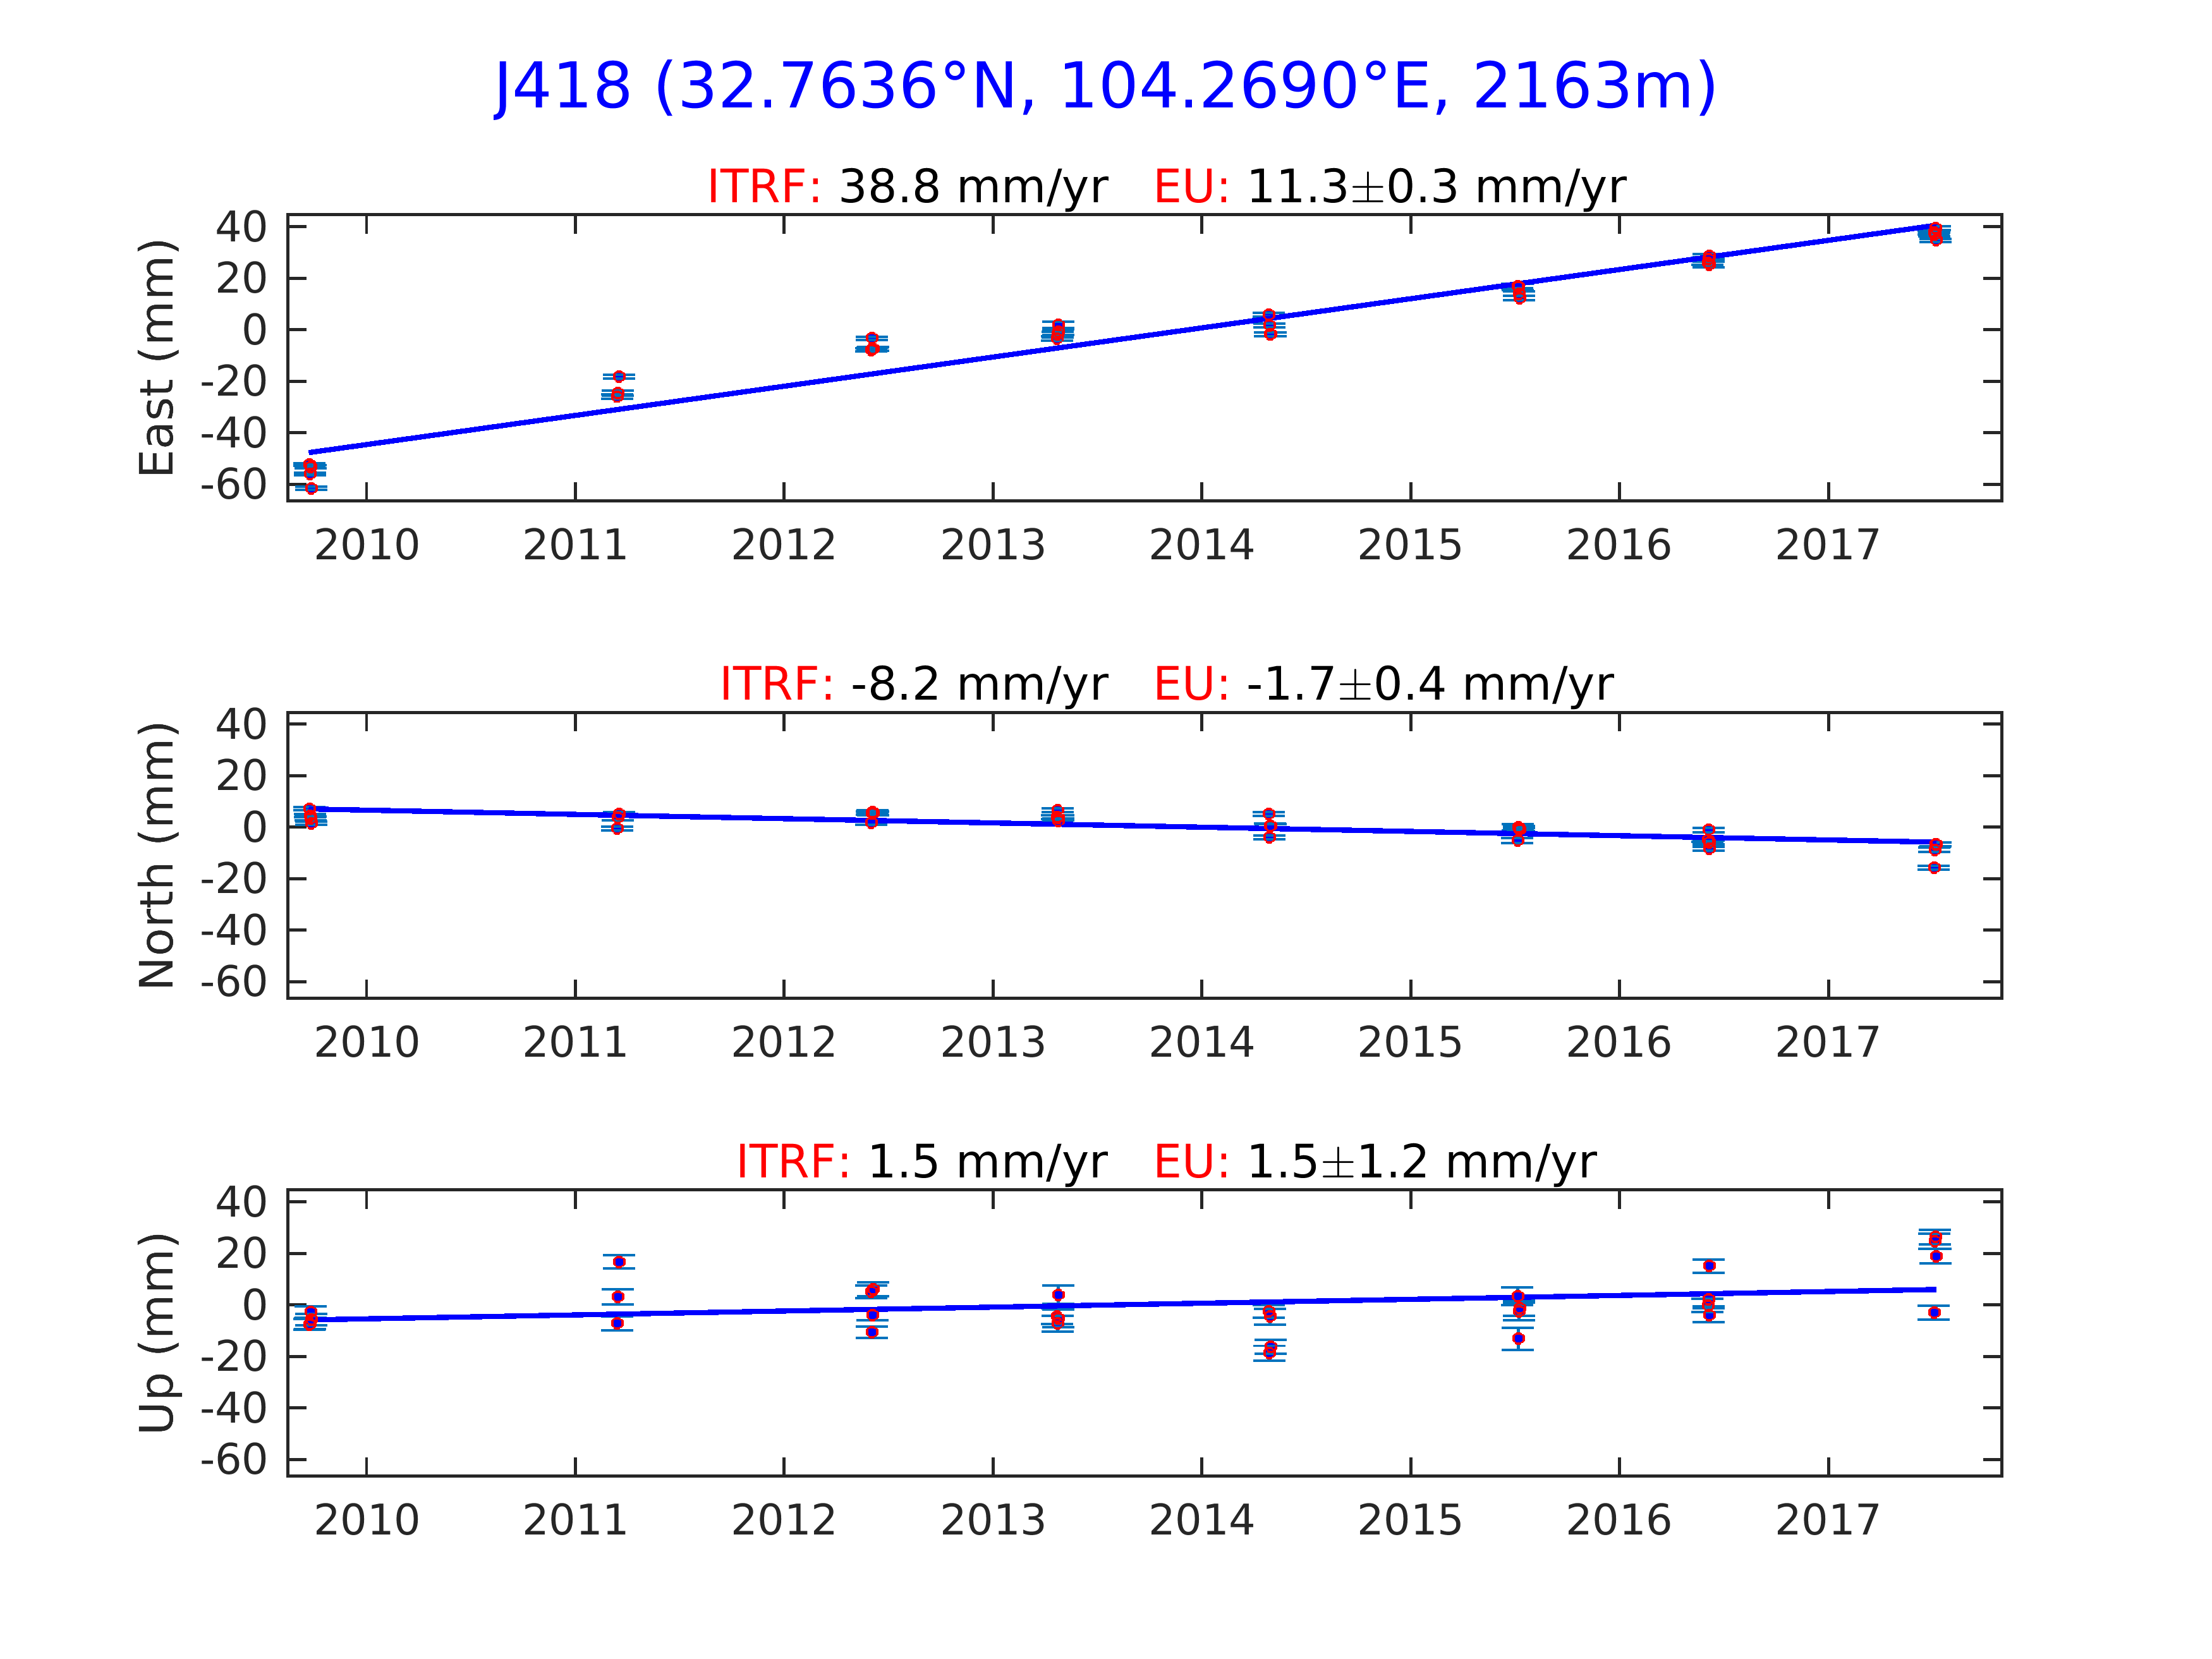 J418 (32.7636°N, 104.2690°E, 2163m)
ITRF: 38.8 mm/yr EU: 11.3±0.3 mm/yr
East (mm)
40
20
0
-20
-40
-60
2010 2011 2012 2013 2014 2015 2016 2017
ITRF: -8.2 mm/yr EU: -1.7±0.4 mm/yr
North (mm)
40
20
0
-20
-40
-60
2010 2011 2012 2013 2014 2015 2016 2017
ITRF: 1.5 mm/yr EU: 1.5±1.2 mm/yr
Up (mm)
40
20
0
-20
-40
-60
2010 2011 2012 2013 2014 2015 2016 2017